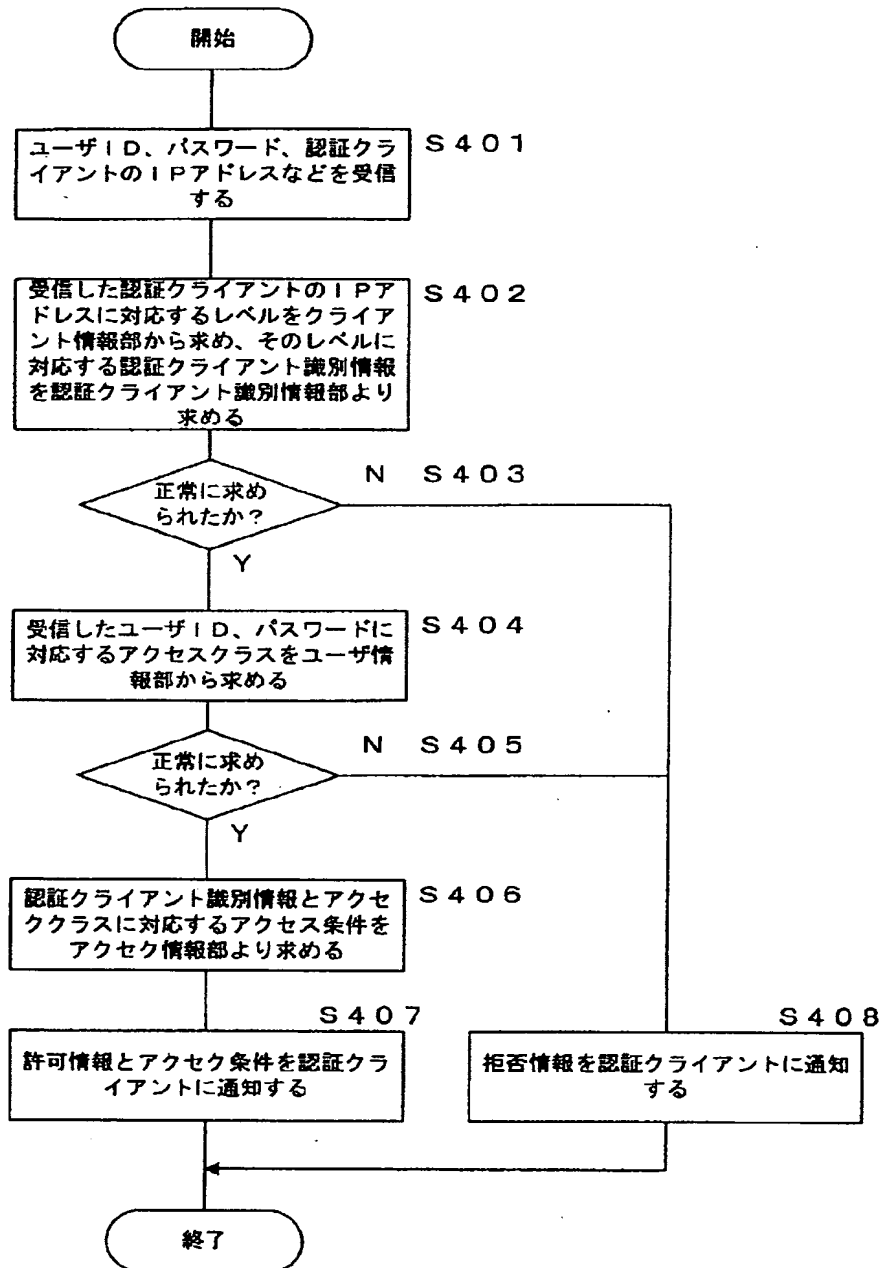 開始
ユーザID、パスワード、認証クラ
イアントのIPアドレスなどを受信
する
S401
受信した認証クライアントのIPア
ドレスに対応するレベルをクライア
ント情報部から求め、そのレベルに
対応する認証クライアント識別情報
を認証クライアント識別情報部より
求める
S402
正常に求め
られたか?
N S403
Y
受信したユーザID、パスワードに
対応するアクセスクラスをユーザ情
報部から求める
S404
正常に求め
られたか?
N S405
Y
認証クライアント識別情報とアクセ
ククラスに対応するアクセス条件を
アクセク情報部より求める
S406
S407
許可情報とアクセク条件を認証クラ
イアントに通知する
S408
拒否情報を認証クライアントに通知
する
終了